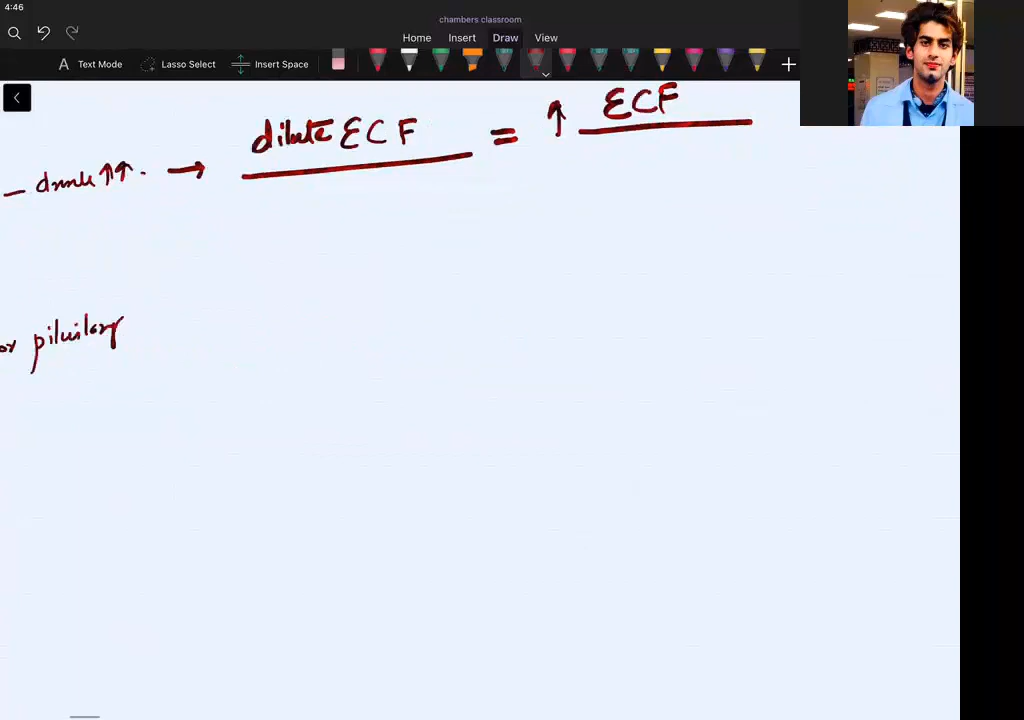 4:46
chambers classroom
Home Insert Draw View
A Text Mode Lasso Select Insert Space
↑ ECF
dilute ECF =
– drink ↑↑. →
or pituitary